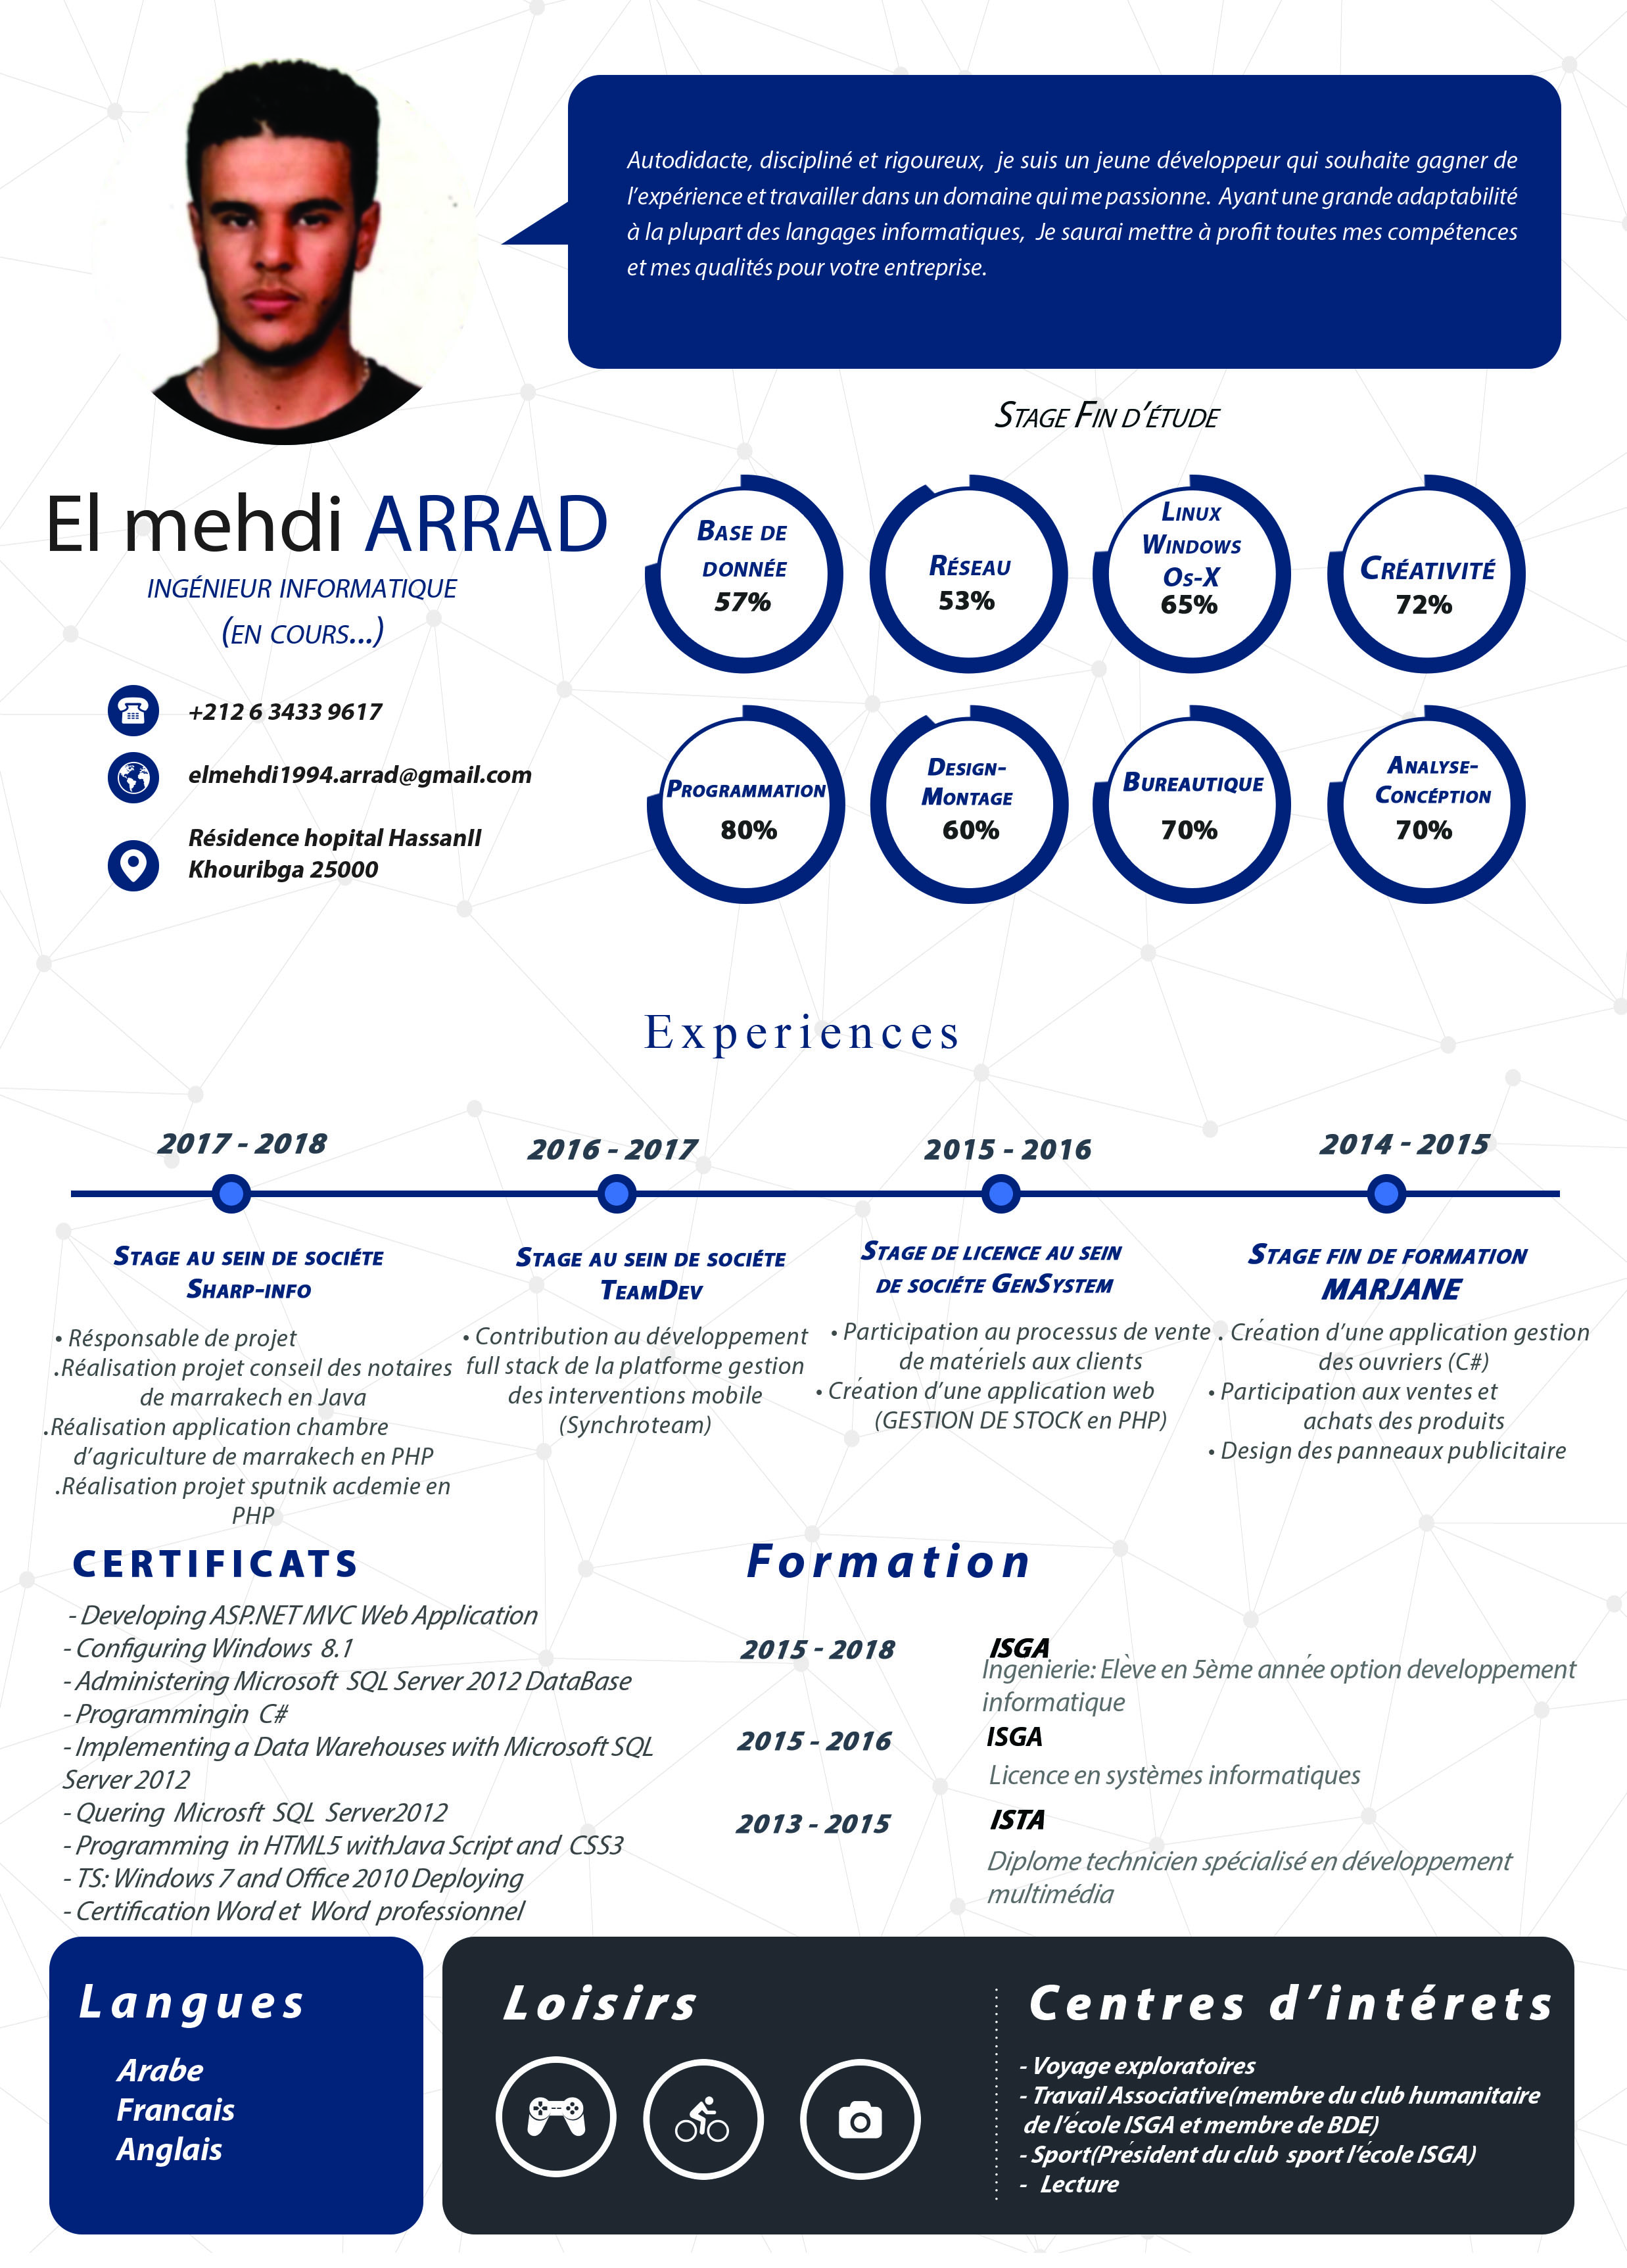 Autodidacte, discipliné et rigoureux, je suis un jeune développeur qui souhaite gagner de
l'expérience et travailler dans un domaine qui me passionne. Ayant une grande adaptabilité
à la plupart des langages informatiques, Je saurai mettre à profit toutes mes compétences
et mes qualités pour votre entreprise.
Stage Fin d'étude
El mehdi ARRAD
ingénieur informatique
(en cours...)
+212 6 3433 9617
elmehdi1994.arrad@gmail.com
Résidence hopital HassanII
Khouribga 25000
Base de
donnée
57%
Réseau
53%
Linux
Windows
Os-X
65%
Créativité
72%
Programmation
80%
Design-
Montage
60%
Bureautique
70%
Analyse-
Concéption
70%
Experiences
2017 - 2018
Stage au sein de sociéte
Sharp-info
• Résponsable de projet
.Réalisation projet conseil des notaires
de marrakech en Java
.Réalisation application chambre
d'agriculture de marrakech en PHP
.Réalisation projet sputnik acdemie en
PHP
2016 - 2017
Stage au sein de sociéte
TeamDev
• Contribution au développement
full stack de la platforme gestion
des interventions mobile
(Synchroteam)
2015 - 2016
Stage de licence au sein
de sociéte GenSystem
• Participation au processus de vente
de matériels aux clients
• Création d'une application web
(GESTION DE STOCK en PHP)
2014 - 2015
Stage fin de formation
MARJANE
. Création d'une application gestion
des ouvriers (C#)
• Participation aux ventes et
achats des produits
• Design des panneaux publicitaire
CERTIFICATS
- Developing ASP.NET MVC Web Application
- Configuring Windows 8.1
- Administering Microsoft SQL Server 2012 DataBase
- Programmingin C#
- Implementing a Data Warehouses with Microsoft SQL
Server 2012
- Quering Microsft SQL Server2012
- Programming in HTML5 withJava Script and CSS3
- TS: Windows 7 and Office 2010 Deploying
- Certification Word et Word professionnel
Formation
2015 - 2018
ISGA
Ingénierie: Elève en 5ème année option developpement
informatique
2015 - 2016
ISGA
Licence en systèmes informatiques
2013 - 2015
ISTA
Diplome technicien spécialisé en développement
multimédia
Langues
Arabe
Francais
Anglais
Loisirs
Centres d'intérets
- Voyage exploratoires
- Travail Associative(membre du club humanitaire
de l'école ISGA et membre de BDE)
- Sport(Président du club sport l'école ISGA)
- Lecture